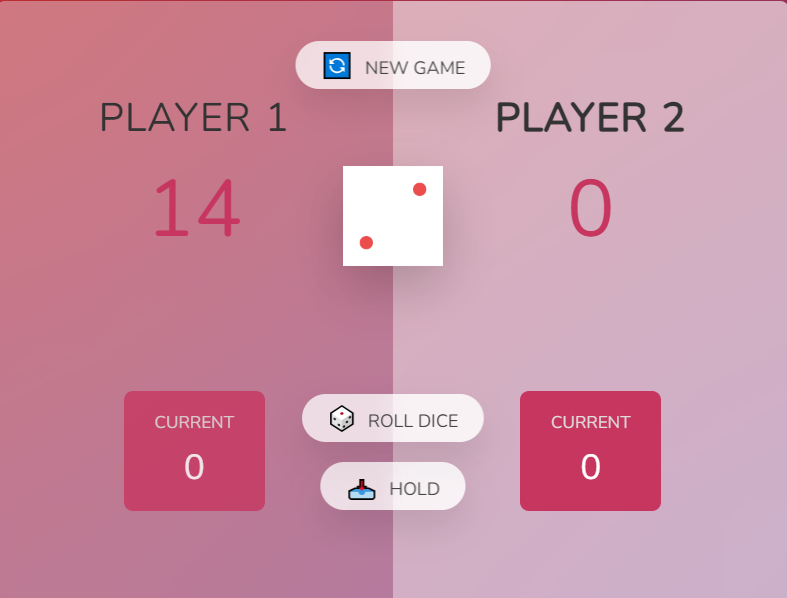 NEW GAME
PLAYER 1
PLAYER 2
14
0
CURRENT
0
ROLL DICE
HOLD
CURRENT
0